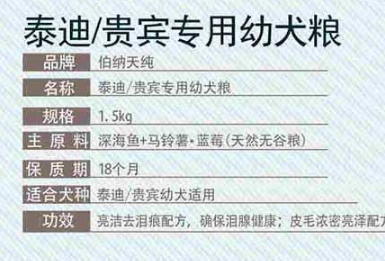 泰迪/贵宾专用幼犬粮
品牌 伯纳天纯
名称 泰迪/贵宾专用幼犬粮
规格 1.5kg
主原料 深海鱼+马铃薯·蓝莓(天然无谷粮)
保质期 18个月
适合犬种 泰迪/贵宾幼犬适用
功效 亮洁去泪痕配方，确保泪腺健康；皮毛浓密亮泽配方